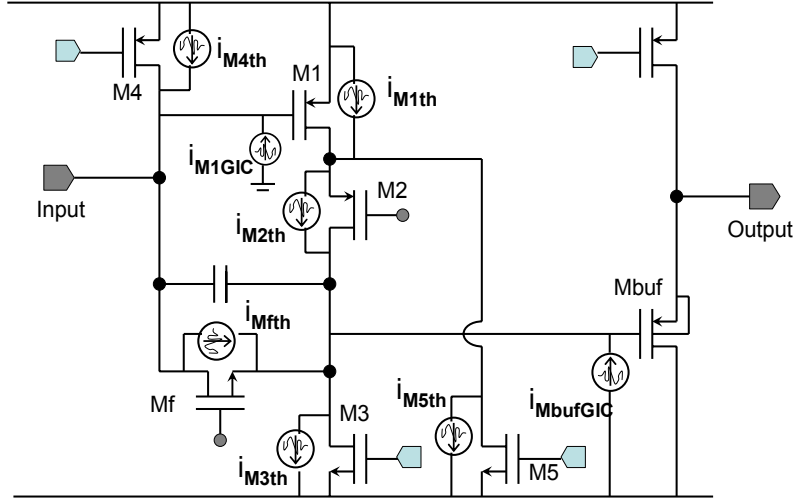 iM4th
M4
M1
iM1th
iM1GIC
M2
Input
iM2th
Output
Mbuf
iMfth
Mf
M3
iM5th
iMbufGIC
iM3th
M5